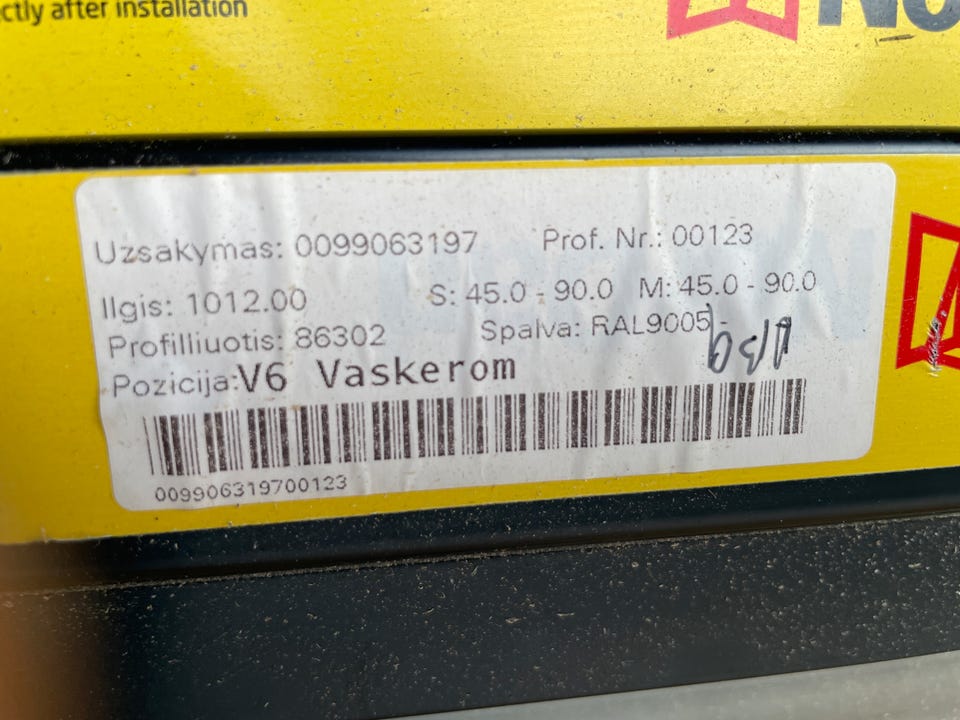 ctly after installation
Uzsakymas: 0099063197 Prof. Nr.: 00123
Ilgis: 1012.00 S: 45.0 - 90.0 M: 45.0 - 90.0
Profilliuotis: 86302 Spalva: RAL9005 -
Pozicija:V6 Vaskerom
009906319700123